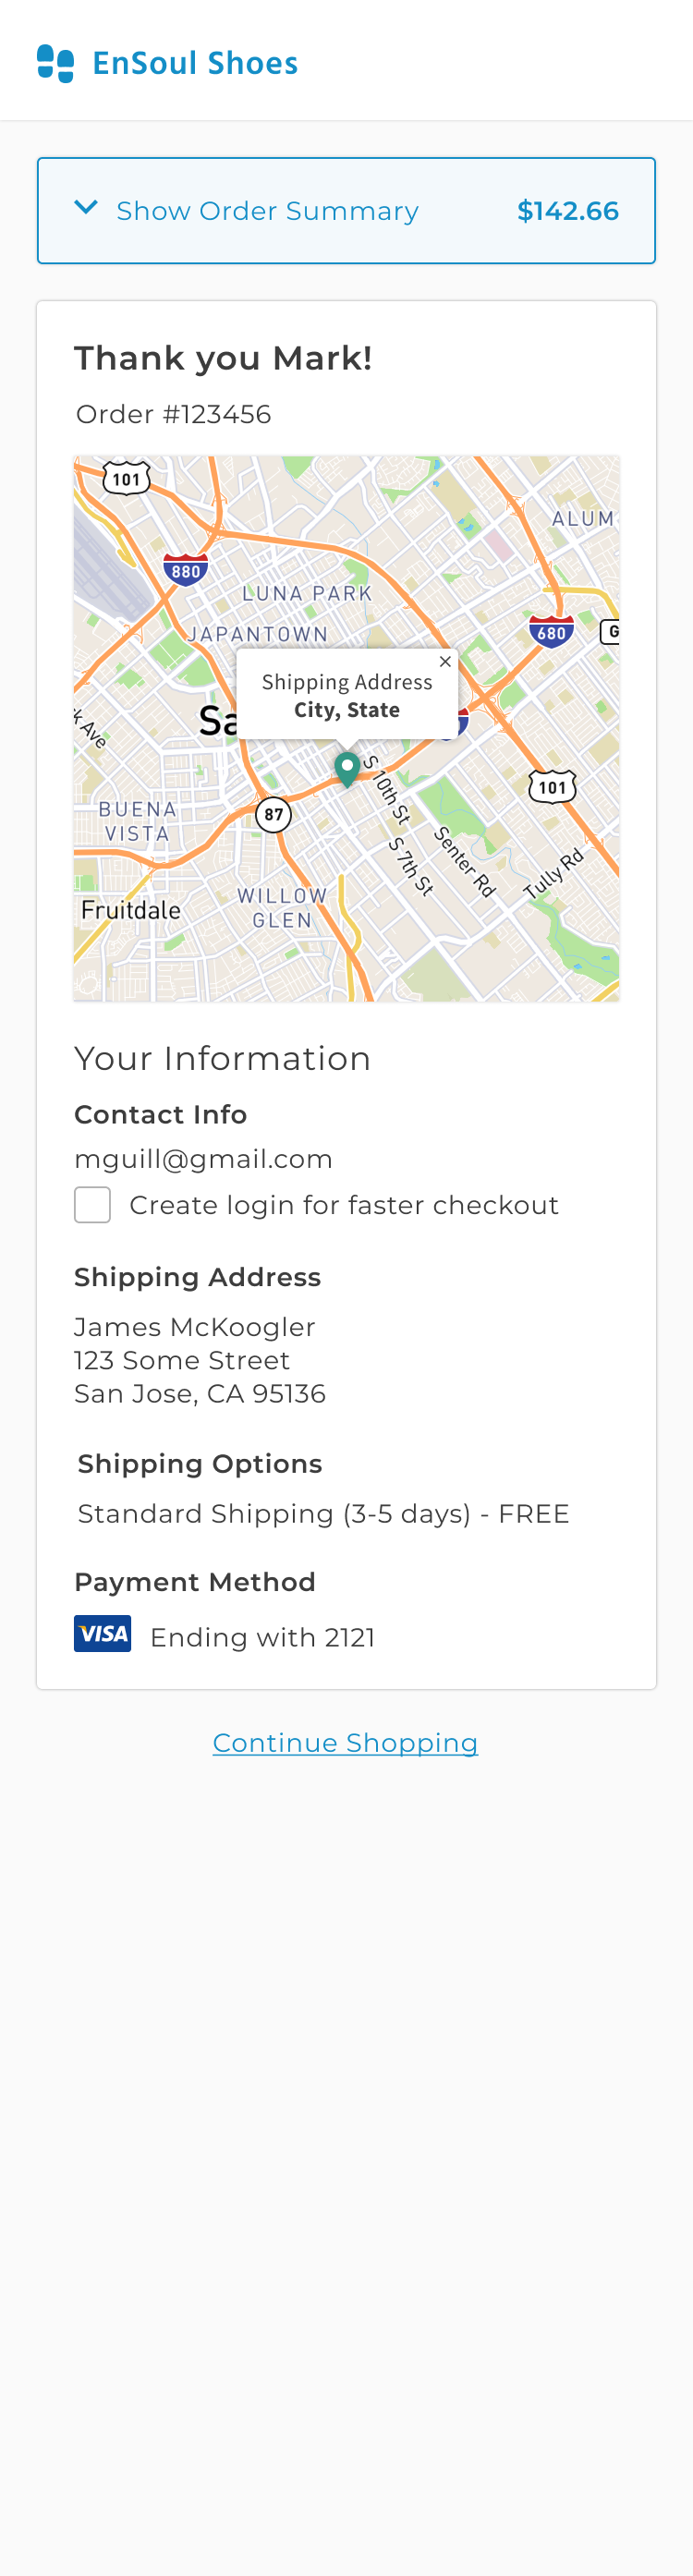 EnSoul Shoes
Show Order Summary $142.66
Thank you Mark!
Order #123456
101
ALUM
880
LUNA PARK
680
G
JAPANTOWN
Shipping Address
City, State
Sa
k Ave
S 10th St
101
BUENA
VISTA
87
S 7th St
Senter Rd
Tully Rd
WILLOW
GLEN
Fruitdale
Your Information
Contact Info
mguill@gmail.com
Create login for faster checkout
Shipping Address
James McKoogler
123 Some Street
San Jose, CA 95136
Shipping Options
Standard Shipping (3-5 days) - FREE
Payment Method
VISA Ending with 2121
Continue Shopping